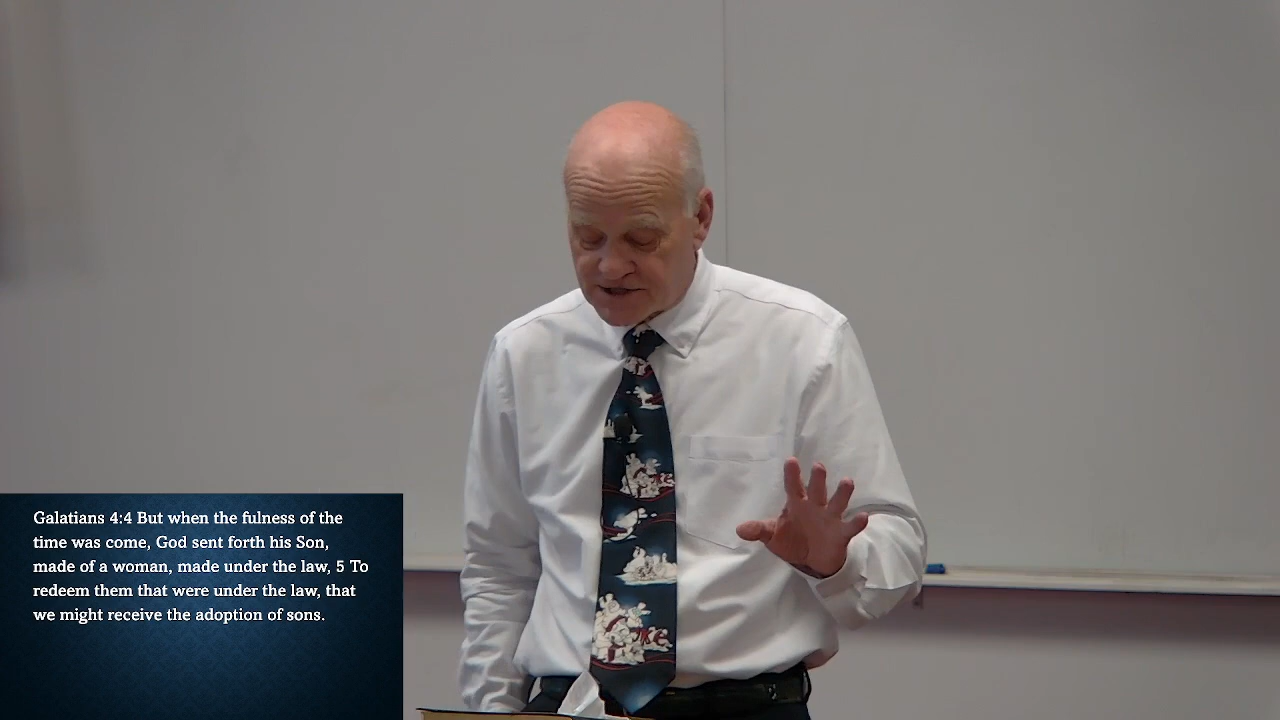 Galatians 4:4 But when the fulness of the
time was come, God sent forth his Son,
made of a woman, made under the law, 5 To
redeem them that were under the law, that
we might receive the adoption of sons.